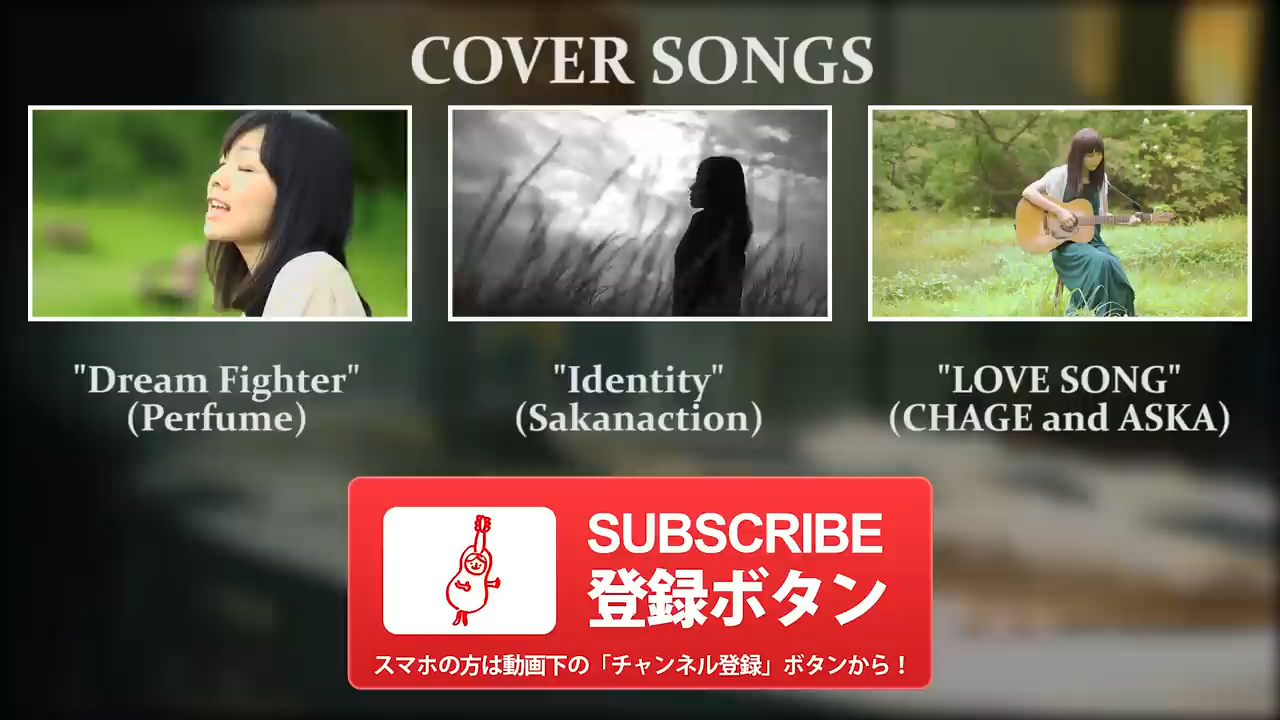 COVER SONGS
"Dream Fighter"
(Perfume)
"Identity"
(Sakanaction)
"LOVE SONG"
(CHAGE and ASKA)
SUBSCRIBE
登録ボタン
スマホの方は動画下の「チャンネル登録」ボタンから！